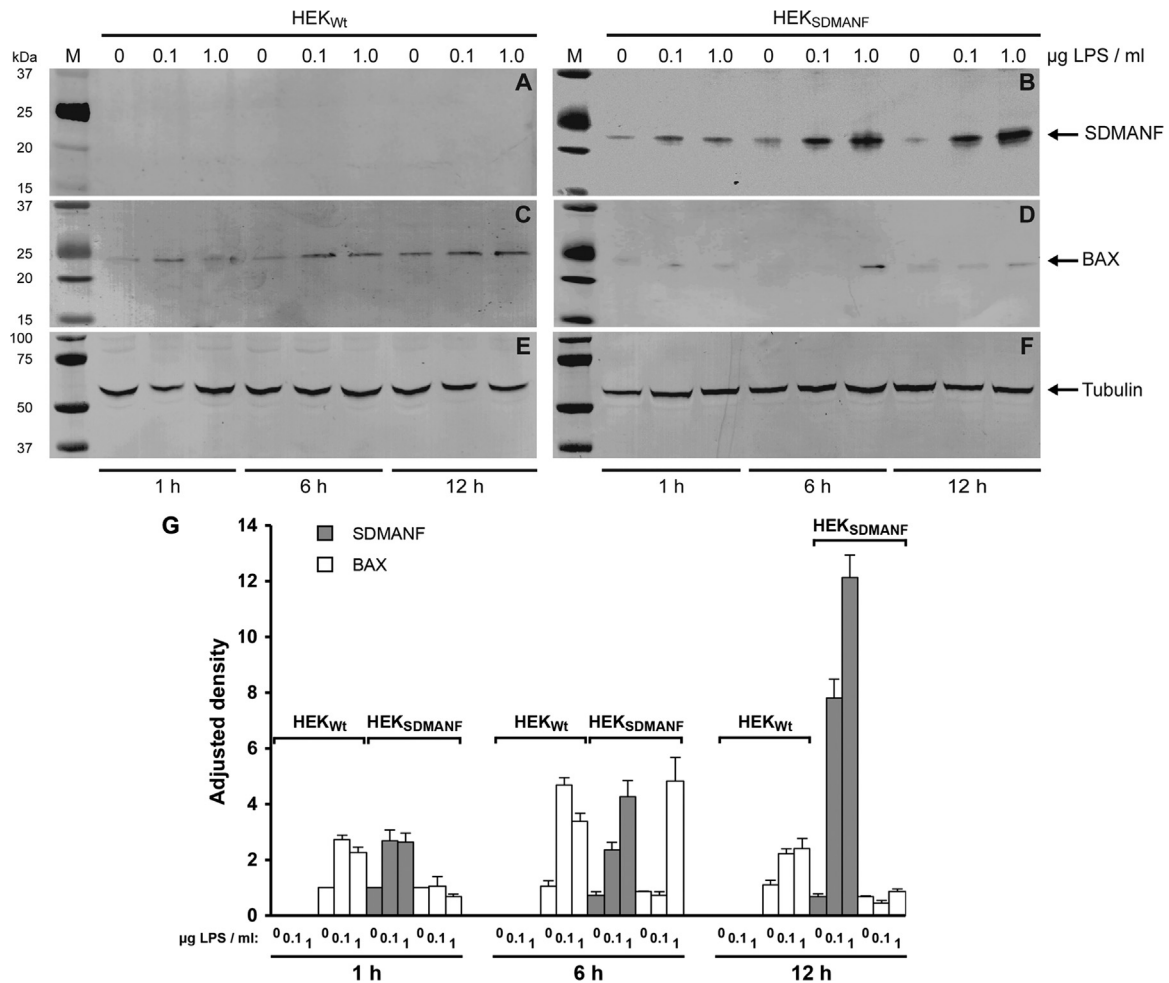 HEKWt HEKSDMANF
kDa M 0 0.1 1.0 0 0.1 1.0 0 0.1 1.0 M 0 0.1 1.0 0 0.1 1.0 0 0.1 1.0 µg LPS / ml
37 A B
25
20 SDMANF
15
37 C D
25 BAX
20
15
100 E F
75
50 Tubulin
37
1 h 6 h 12 h 1 h 6 h 12 h
G
14 SDMANF HEKSDMANF
BAX
12
10
8
HEKWt HEKSDMANF HEKWt HEKSDMANF HEKWt
6
4
2
0
Adjusted density
µg LPS / ml: 0 0.1 1 0 0.1 1 0 0.1 1 0 0.1 1 0 0.1 1 0 0.1 1 0 0.1 1 0 0.1 1 0 0.1 1 0 0.1 1 0 0.1 1 0 0.1 1
1 h 6 h 12 h